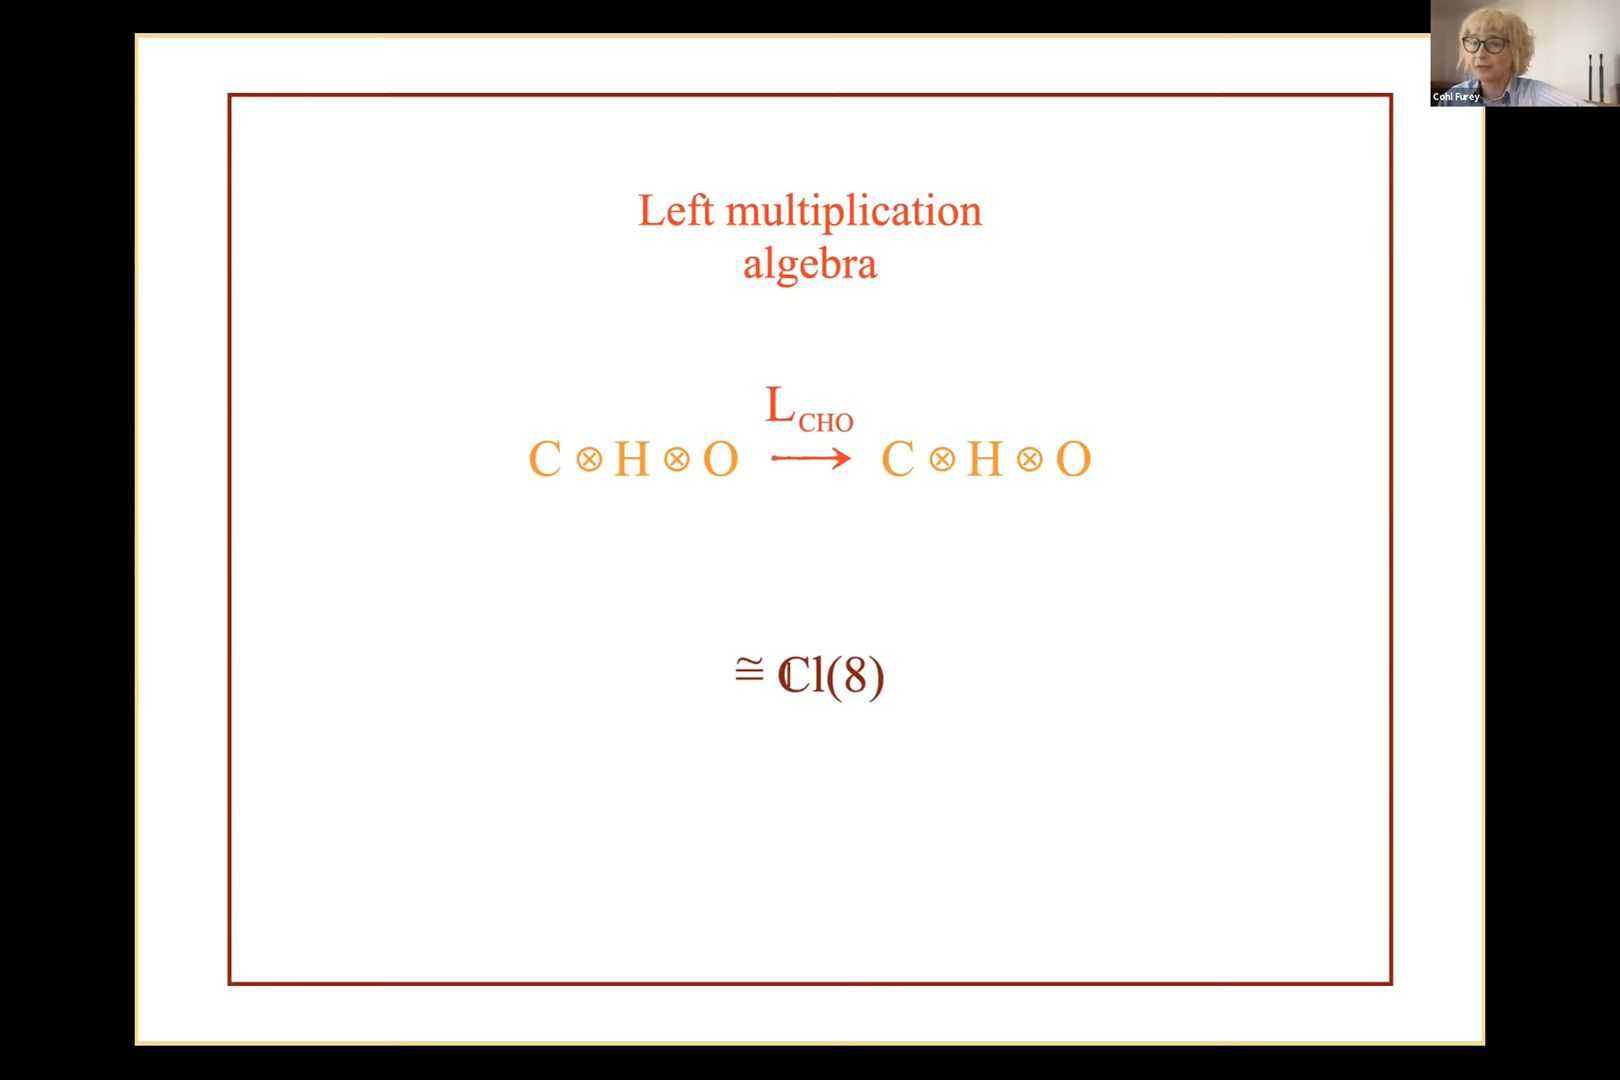 Left multiplication
algebra
L_CHO
C ⊗ H ⊗ O ⟶ C ⊗ H ⊗ O
≅ ℂl(8)
Cohl Furey